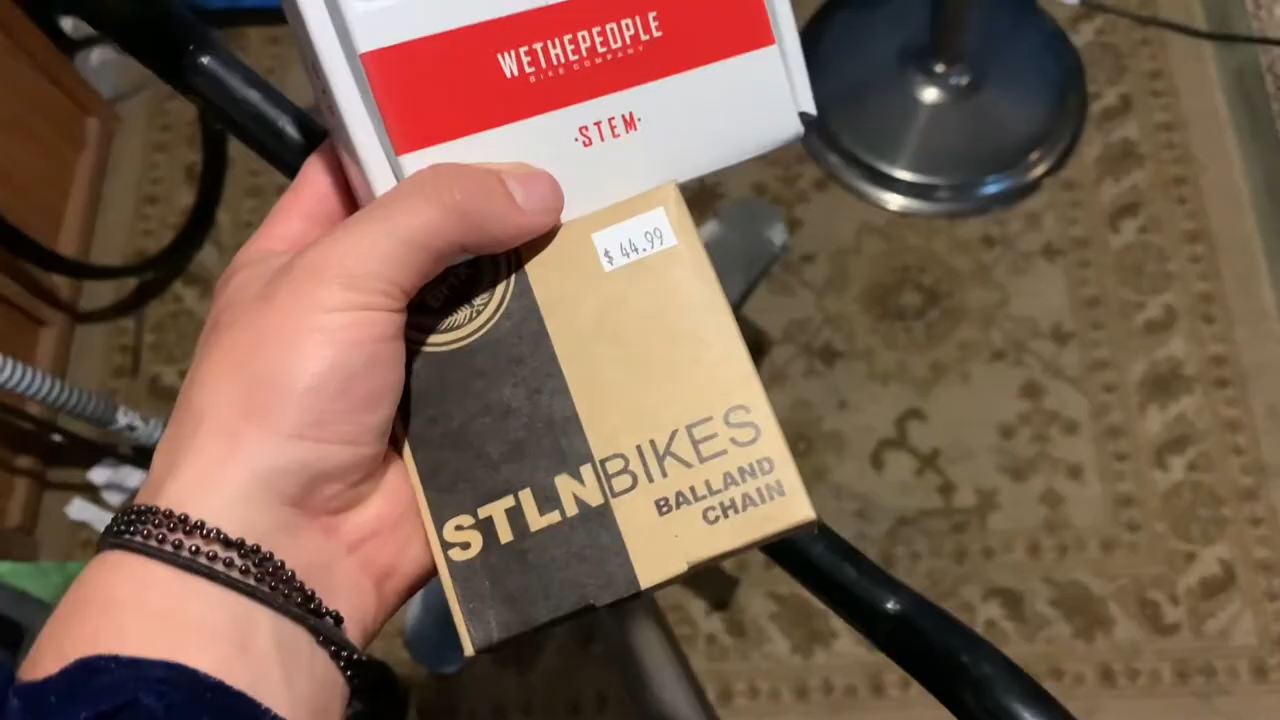 WETHEPEOPLE
BIKE COMPANY
·STEM·
$ 44.99
STLNBIKES
BALLAND
CHAIN